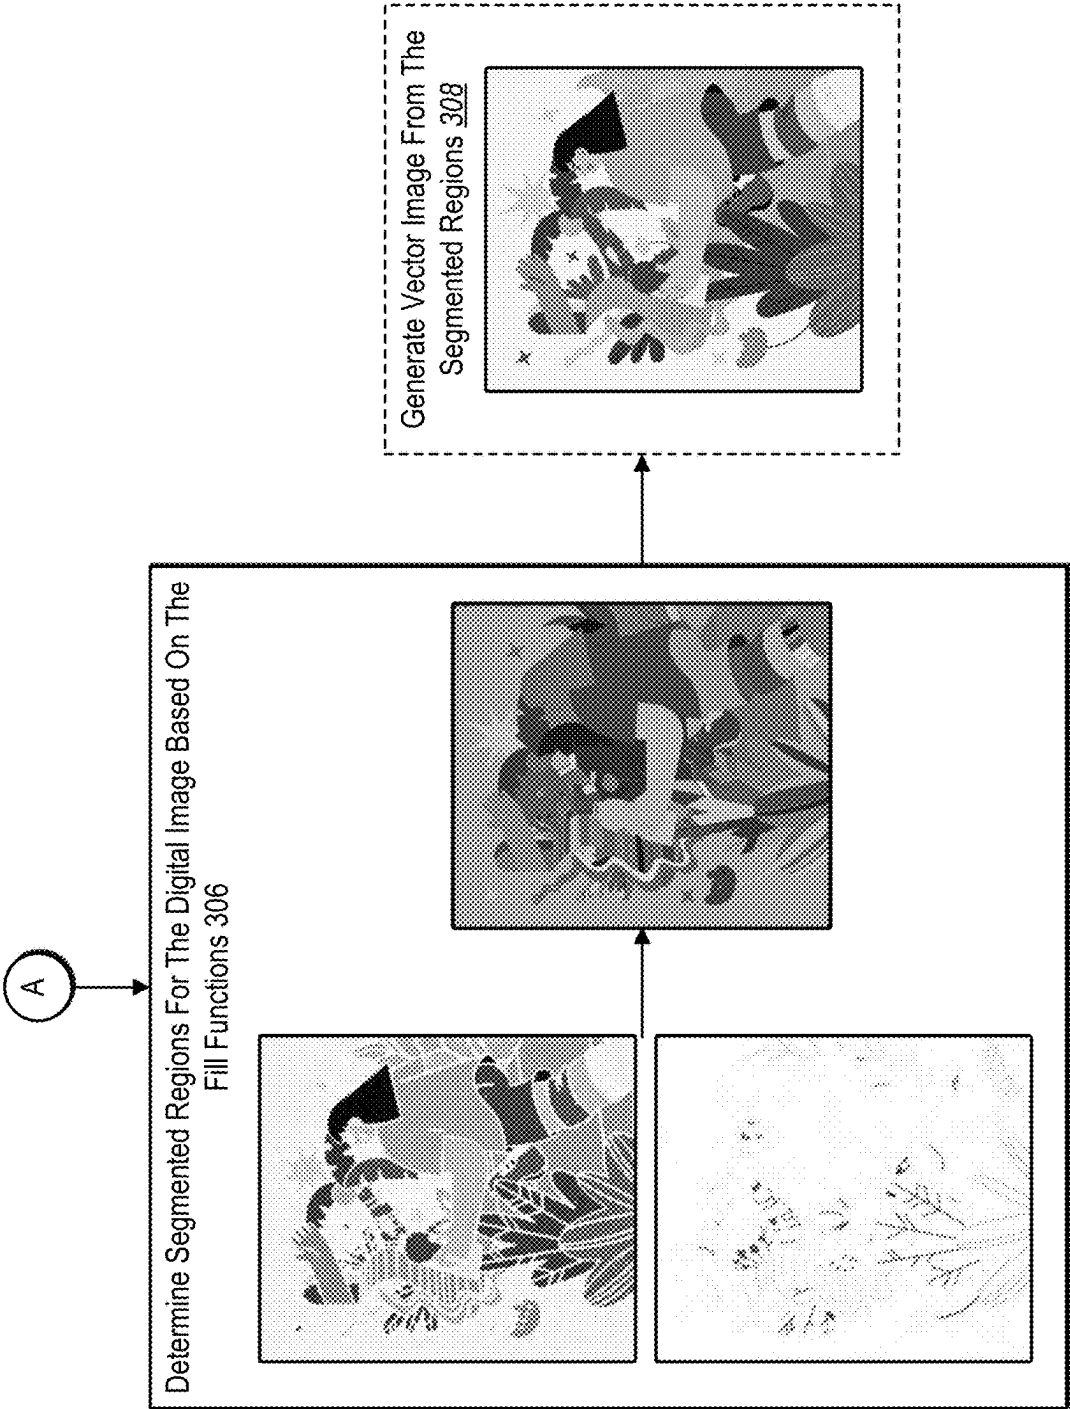 A
Determine Segmented Regions For The Digital Image Based On The
Fill Functions 306
Generate Vector Image From The
Segmented Regions 308